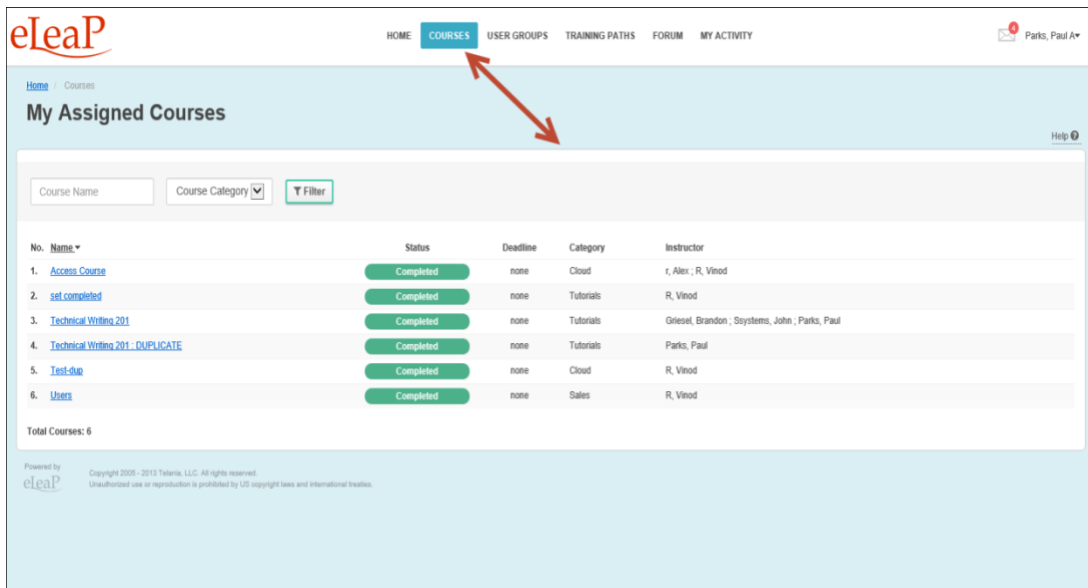 eLeaP
HOME COURSES USER GROUPS TRAINING PATHS FORUM MY ACTIVITY
4 Parks, Paul A
Home / Courses
My Assigned Courses
Help
Course Name Course Category Filter
No. Name Status Deadline Category Instructor
1. Access Course Completed none Cloud r, Alex ; R, Vinod
2. set completed Completed none Tutorials R, Vinod
3. Technical Writing 201 Completed none Tutorials Griesel, Brandon ; Ssystems, John ; Parks, Paul
4. Technical Writing 201 : DUPLICATE Completed none Tutorials Parks, Paul
5. Test-dup Completed none Cloud R, Vinod
6. Users Completed none Sales R, Vinod
Total Courses: 6
Powered by
eLeaP
Copyright 2005 - 2013 Telania, LLC. All rights reserved.
Unauthorized use or reproduction is prohibited by US copyright laws and international treaties.